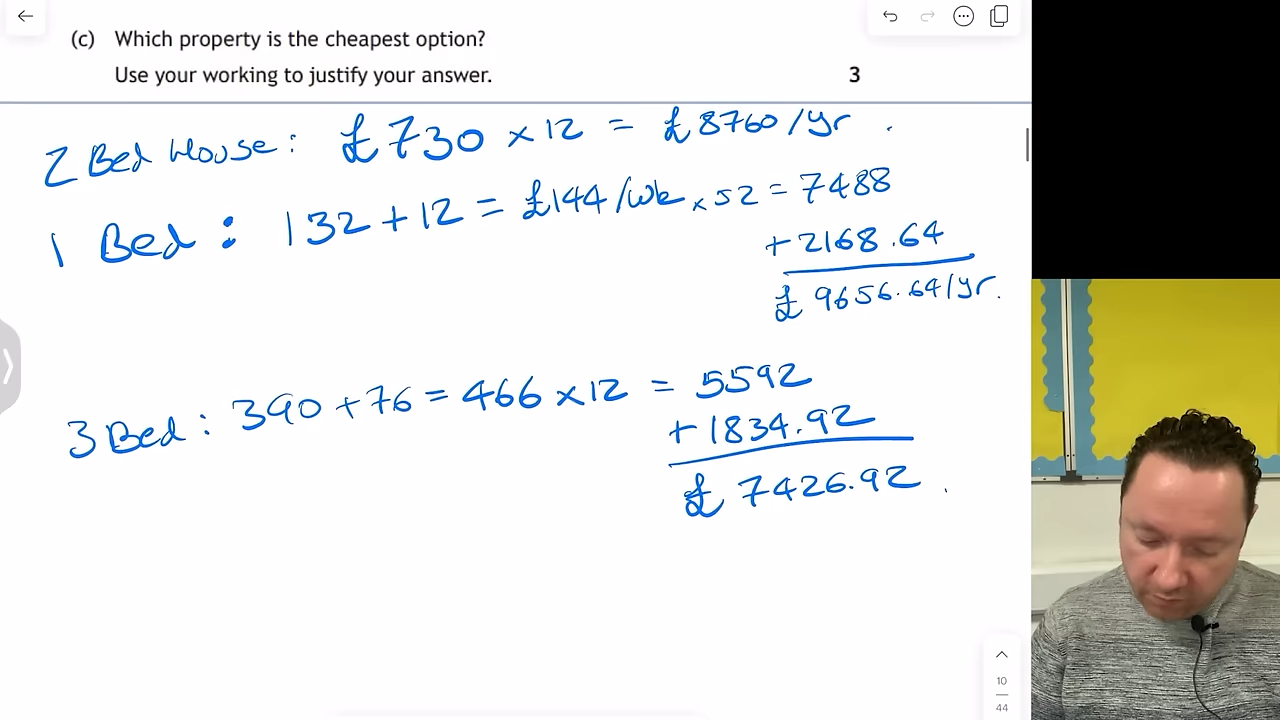 (c) Which property is the cheapest option?
Use your working to justify your answer. 3
2 Bed House: £730 × 12 = £8760/yr.
1 Bed: 132 + 12 = £144/wk × 52 = 7488
+ 2168.64
£ 9656.64/yr.
3 Bed: 390 + 76 = 466 × 12 = 5592
+ 1834.92
£ 7426.92.
10
44